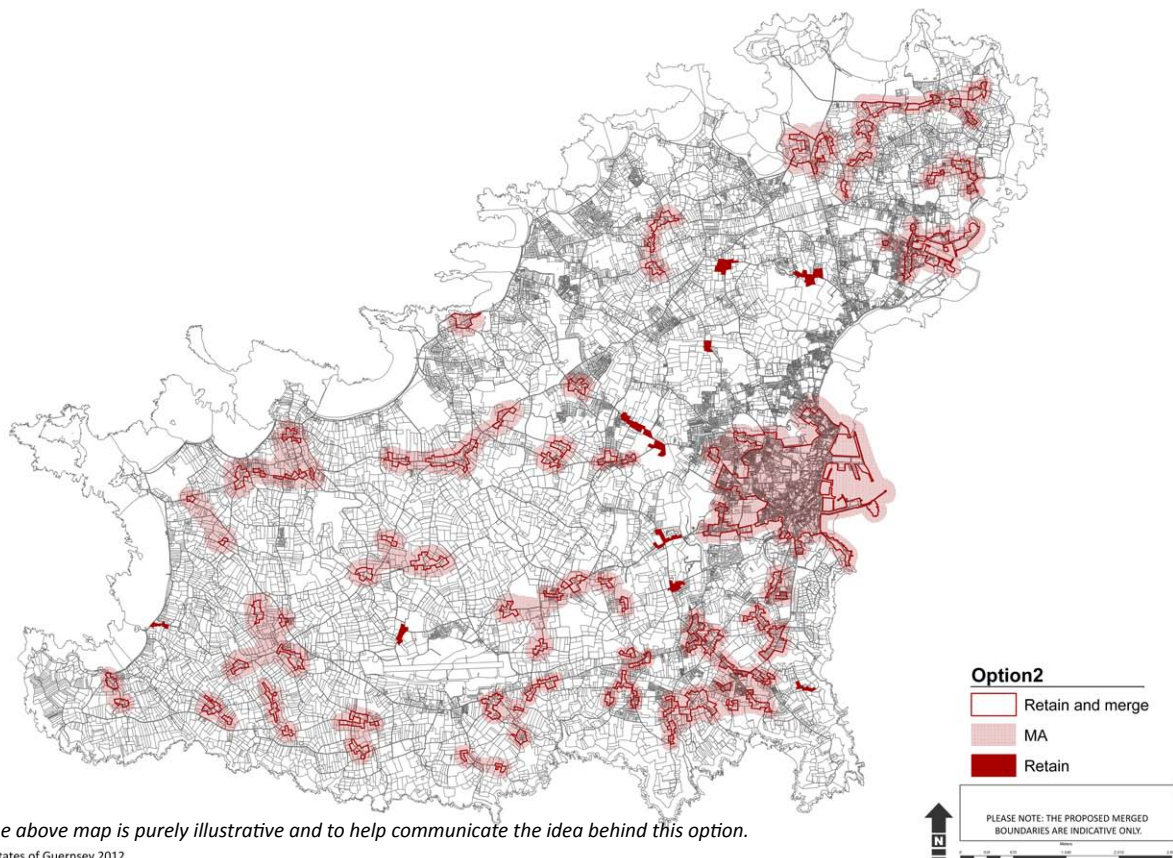 Option2
Retain and merge
MA
Retain
PLEASE NOTE: THE PROPOSED MERGED
BOUNDARIES ARE INDICATIVE ONLY.
Meters
N
e above map is purely illustrative and to help communicate the idea behind this option.
tates of Guernsey 2012